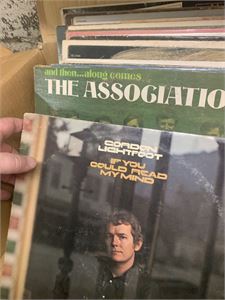 and then...along comes
THE ASSOCIATIO
GORDON
LIGHTFOOT
IF YOU
COULD READ
MY MIND